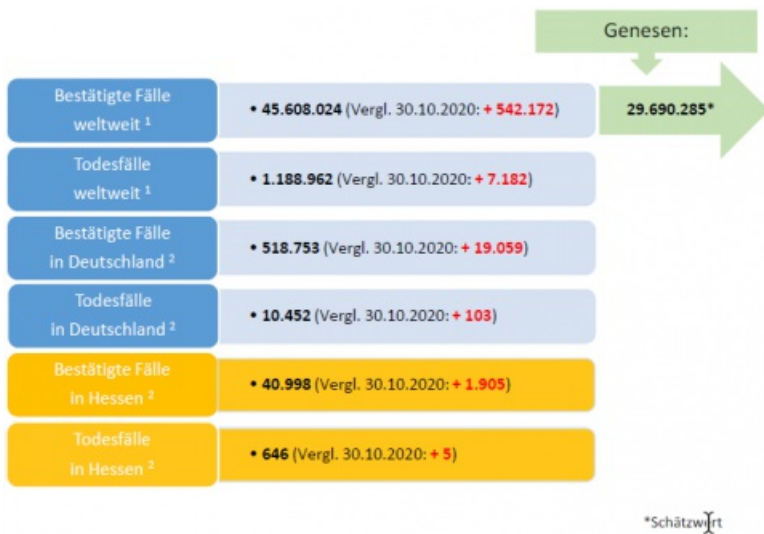 Genesen:
Bestätigte Fälle
weltweit ¹
• 45.608.024 (Vergl. 30.10.2020: + 542.172)
29.690.285*
Todesfälle
weltweit ¹
• 1.188.962 (Vergl. 30.10.2020: + 7.182)
Bestätigte Fälle
in Deutschland ²
• 518.753 (Vergl. 30.10.2020: + 19.059)
Todesfälle
in Deutschland ²
• 10.452 (Vergl. 30.10.2020: + 103)
Bestätigte Fälle
in Hessen ²
• 40.998 (Vergl. 30.10.2020: + 1.905)
Todesfälle
in Hessen ²
• 646 (Vergl. 30.10.2020: + 5)
*Schätzwert